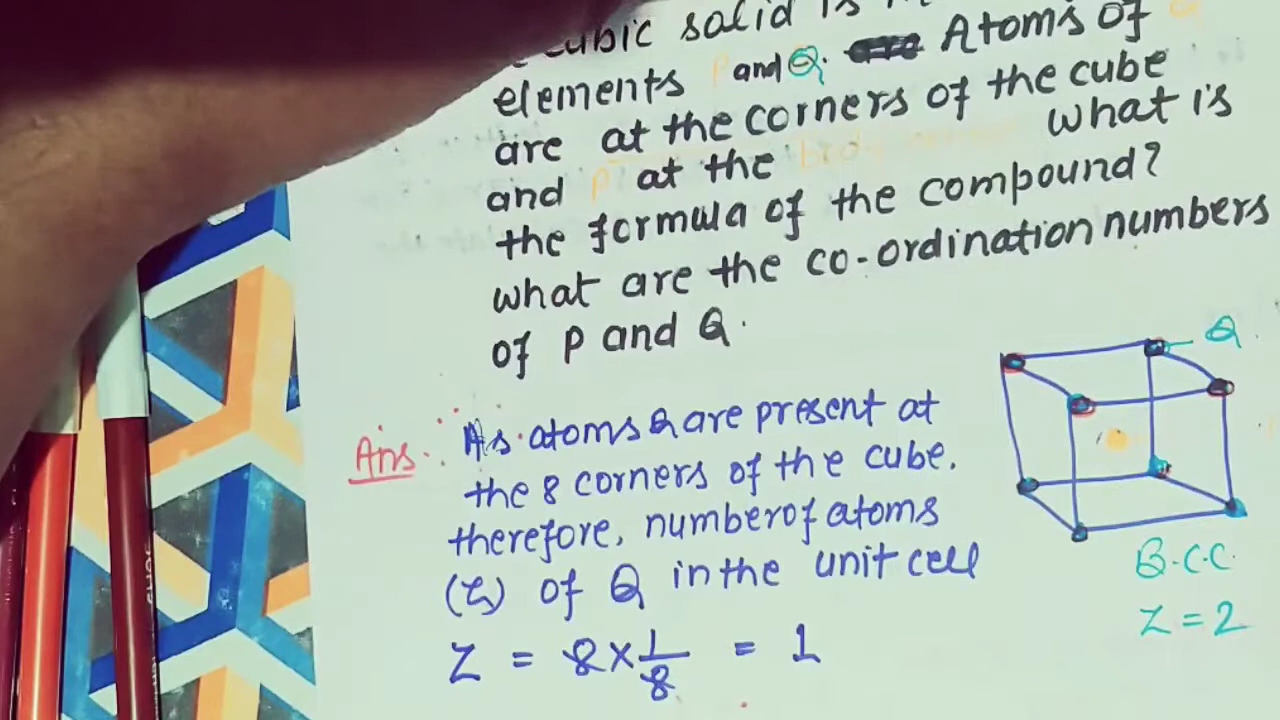 cubic solid is
elements P and Q. are Atoms of Q
are at the corners of the cube
and P at the body What is
the formula of the compound?
what are the co-ordination numbers
of P and Q.
Q
Ans. As atoms Q are present at
the 8 corners of the cube.
therefore, number of atoms
(Z) of Q in the unit cell
Z = 8 × 1/8 = 1
B.C.C.
Z = 2